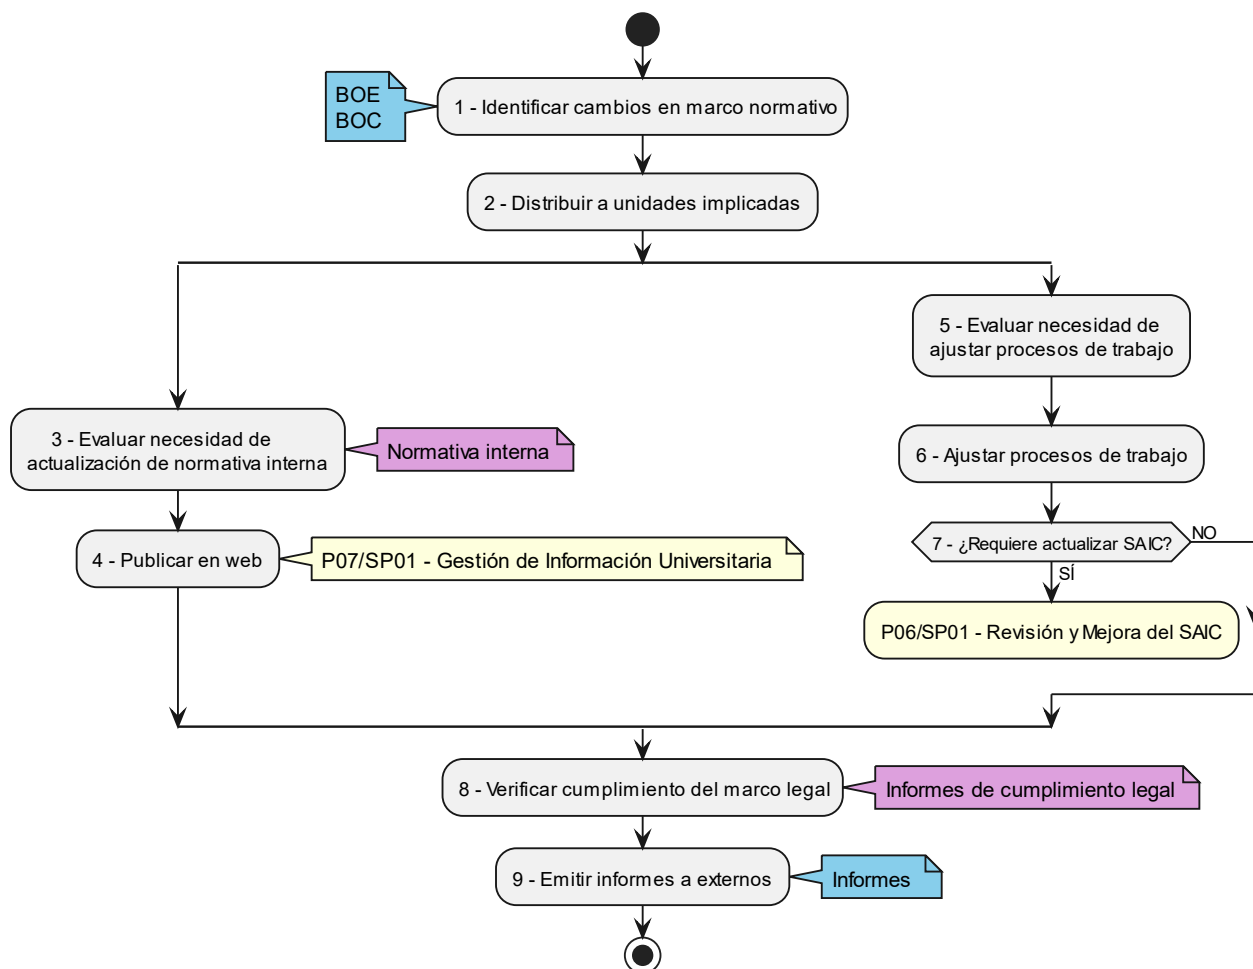 BOE
BOC
1 - Identificar cambios en marco normativo
2 - Distribuir a unidades implicadas
3 - Evaluar necesidad de
actualización de normativa interna
Normativa interna
4 - Publicar en web
P07/SP01 - Gestión de Información Universitaria
5 - Evaluar necesidad de
ajustar procesos de trabajo
6 - Ajustar procesos de trabajo
7 - ¿Requiere actualizar SAIC?
NO
SÍ
P06/SP01 - Revisión y Mejora del SAIC
8 - Verificar cumplimiento del marco legal
Informes de cumplimiento legal
9 - Emitir informes a externos
Informes